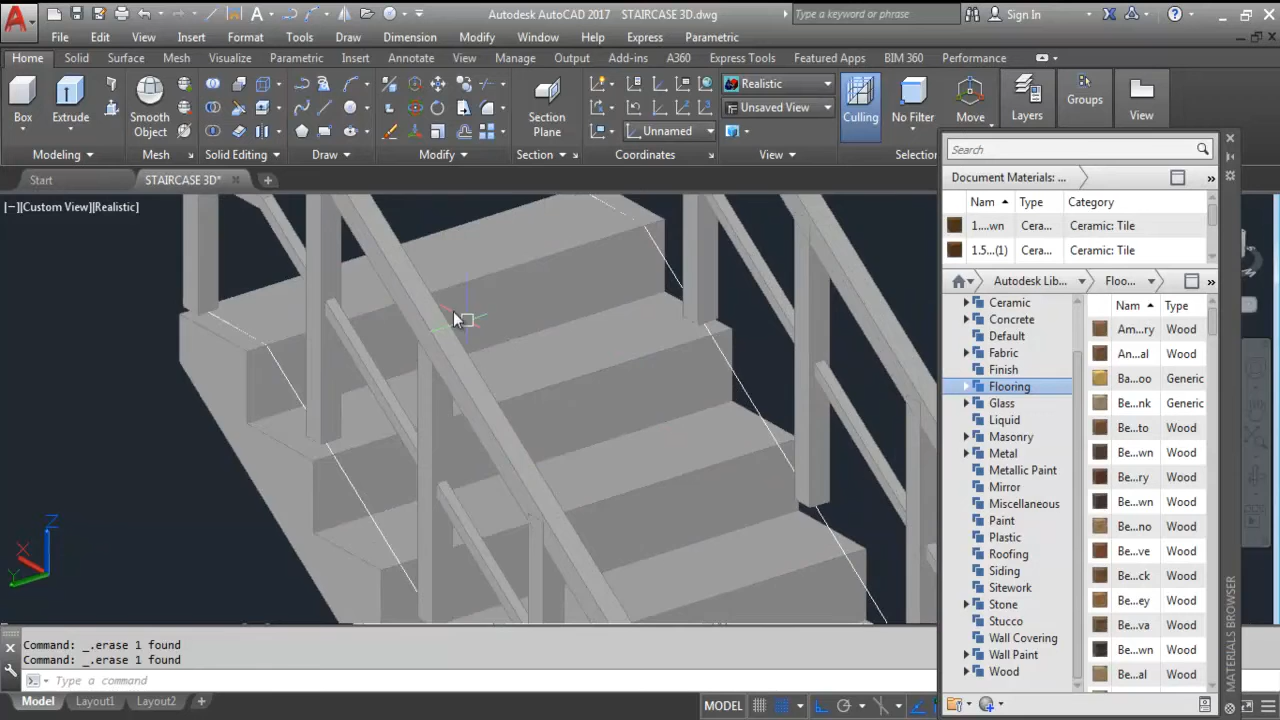 Autodesk AutoCAD 2017 STAIRCASE 3D.dwg
Type a keyword or phrase
Sign In
File Edit View Insert Format Tools Draw Dimension Modify Window Help Express Parametric
Home Solid Surface Mesh Visualize Parametric Insert Annotate View Manage Output Add-ins A360 Express Tools Featured Apps BIM 360 Performance
Box
Extrude
Smooth
Object
Section
Plane
Realistic
Unsaved View
Unnamed
Culling
No Filter
Move
Layers
Groups
View
Modeling
Mesh
Solid Editing
Draw
Modify
Section
Coordinates
View
Selection
Start
STAIRCASE 3D*
[−][Custom View][Realistic]
Z
X
Y
Search
Document Materials: ...
Nam Type Category
1....wn Cera... Ceramic: Tile
1.5...(1) Cera... Ceramic: Tile
Autodesk Lib... Floo...
Ceramic
Concrete
Default
Fabric
Finish
Flooring
Glass
Liquid
Masonry
Metal
Metallic Paint
Mirror
Miscellaneous
Paint
Plastic
Roofing
Siding
Sitework
Stone
Stucco
Wall Covering
Wall Paint
Wood
Nam Type
Am...ry Wood
An...al Wood
Ba...oo Generic
Be...nk Generic
Be...to Wood
Be...wn Wood
Be...ry Wood
Be...wn Wood
Be...no Wood
Be...ve Wood
Be...ck Wood
Be...ey Wood
Be...va Wood
Be...wn Wood
Be...al Wood
MATERIALS BROWSER
Command: _.erase 1 found
Command: _.erase 1 found
Type a command
Model Layout1 Layout2
MODEL